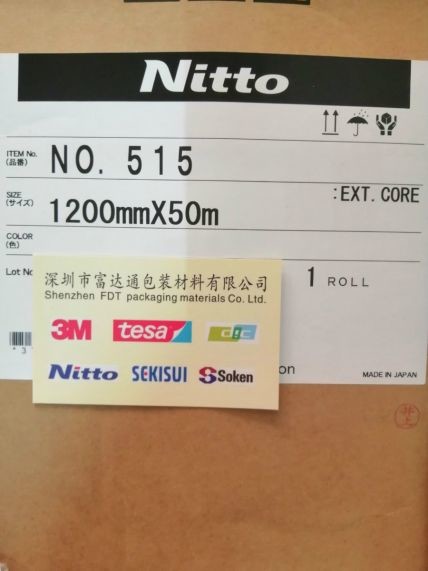 Nitto
ITEM No.
(品番)
NO. 515
SIZE
(サイズ)
1200mmX50m
:EXT. CORE
COLOR
(色)
Lot No
1 ROLL
深圳市富达通包装材料有限公司
Shenzhen FDT packaging materials Co. Ltd.
3M tesa dic
Nitto SEKISUI Soken
on
MADE IN JAPAN